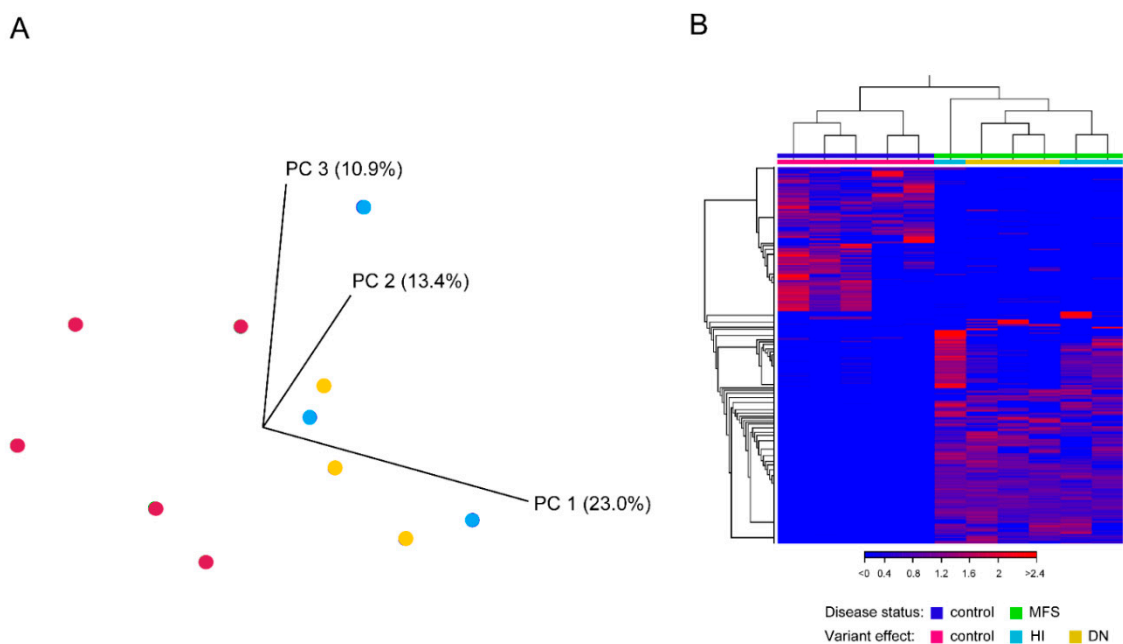 A
B
PC 3 (10.9%)
PC 2 (13.4%)
PC 1 (23.0%)
<0 0.4 0.8 1.2 1.6 2 >2.4
Disease status: control MFS
Variant effect: control HI DN